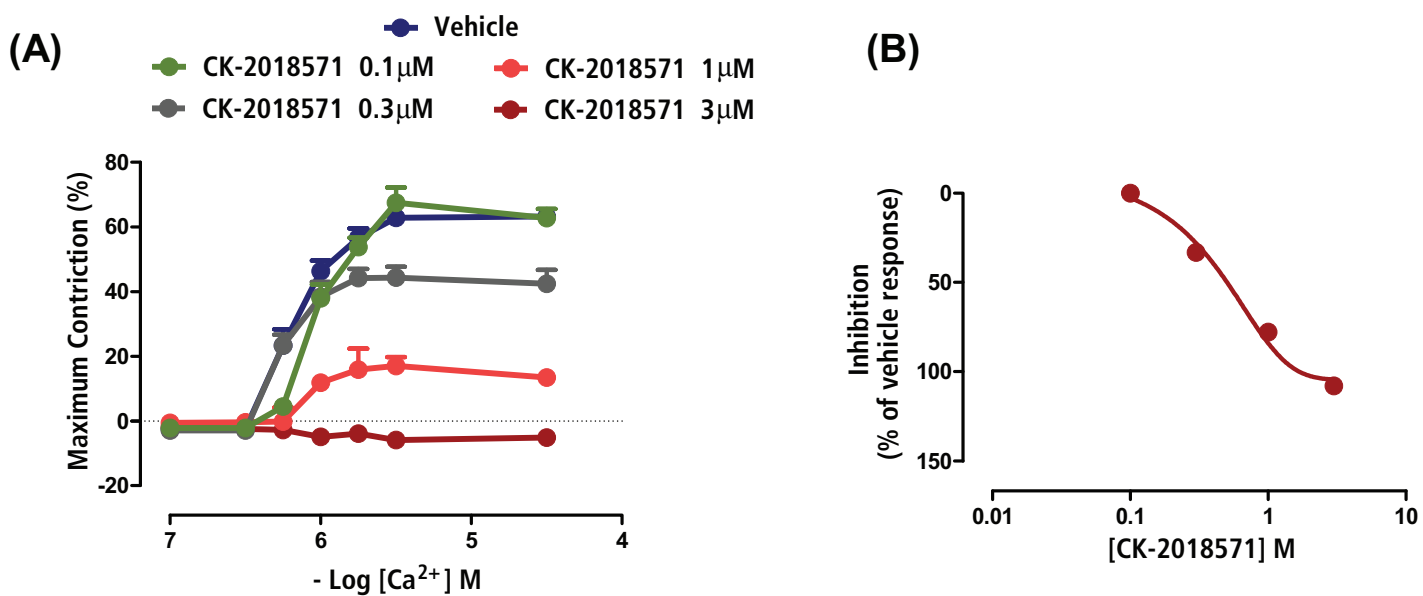 (A)
Vehicle
CK-2018571 0.1μM
CK-2018571 1μM
CK-2018571 0.3μM
CK-2018571 3μM
80
60
40
20
0
-20
Maximum Contriction (%)
7 6 5 4
- Log [Ca²⁺] M
(B)
0
50
100
150
Inhibition
(% of vehicle response)
0.01 0.1 1 10
[CK-2018571] M